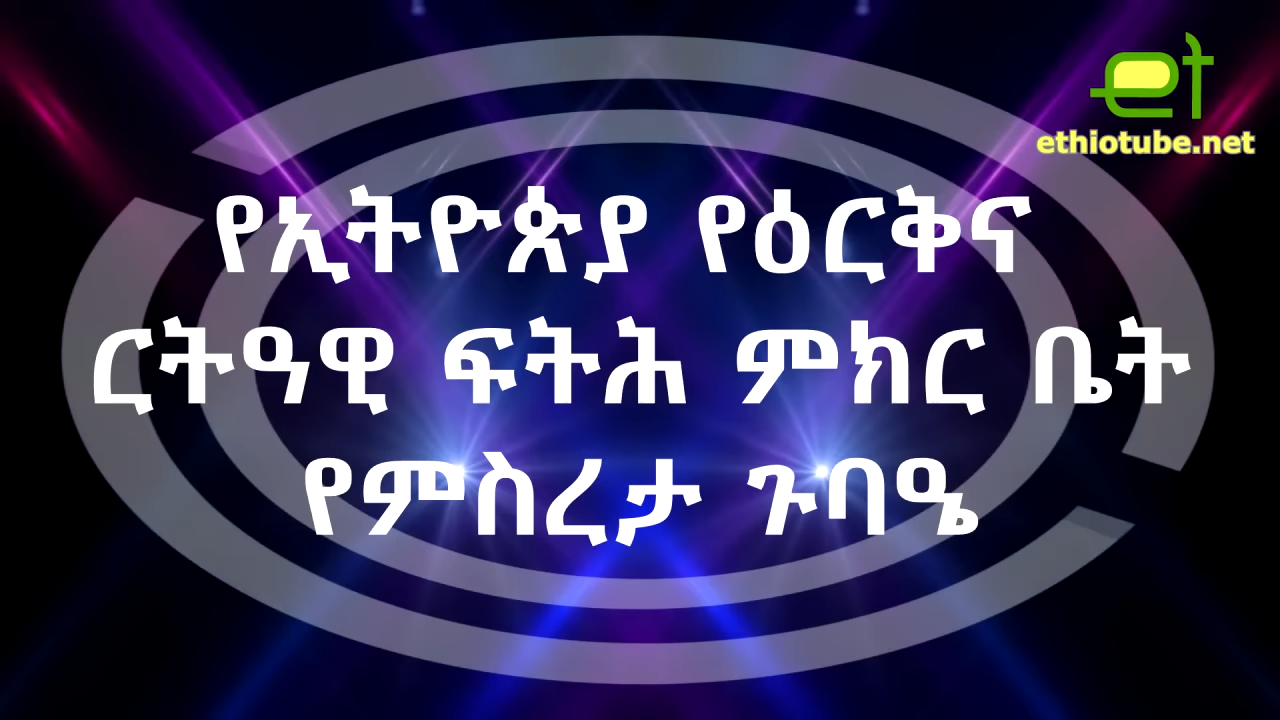 et
ethiotube.net
የኢትዮጵያ የዕርቅና
ርትዓዊ ፍትሕ ምክር ቤት
የምስረታ ጉባዔ